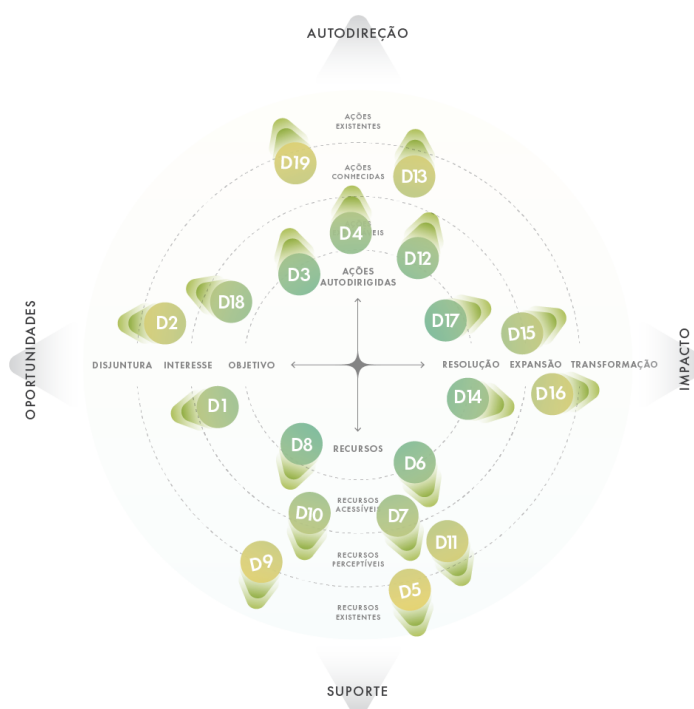 AUTODIREÇÃO
AÇÕES
EXISTENTES
D19
AÇÕES
CONHECIDAS
D13
D4
D12
D3
AÇÕES
AUTODIRIGIDAS
D18
D2
D17
D15
OPORTUNIDADES
DISJUNTURA
INTERESSE
OBJETIVO
RESOLUÇÃO
EXPANSÃO
TRANSFORMAÇÃO
IMPACTO
D1
D14
D16
D8
RECURSOS
D6
RECURSOS
ACESSÍVEIS
D10
D7
D11
RECURSOS
PERCEPTÍVEIS
D9
D5
RECURSOS
EXISTENTES
SUPORTE